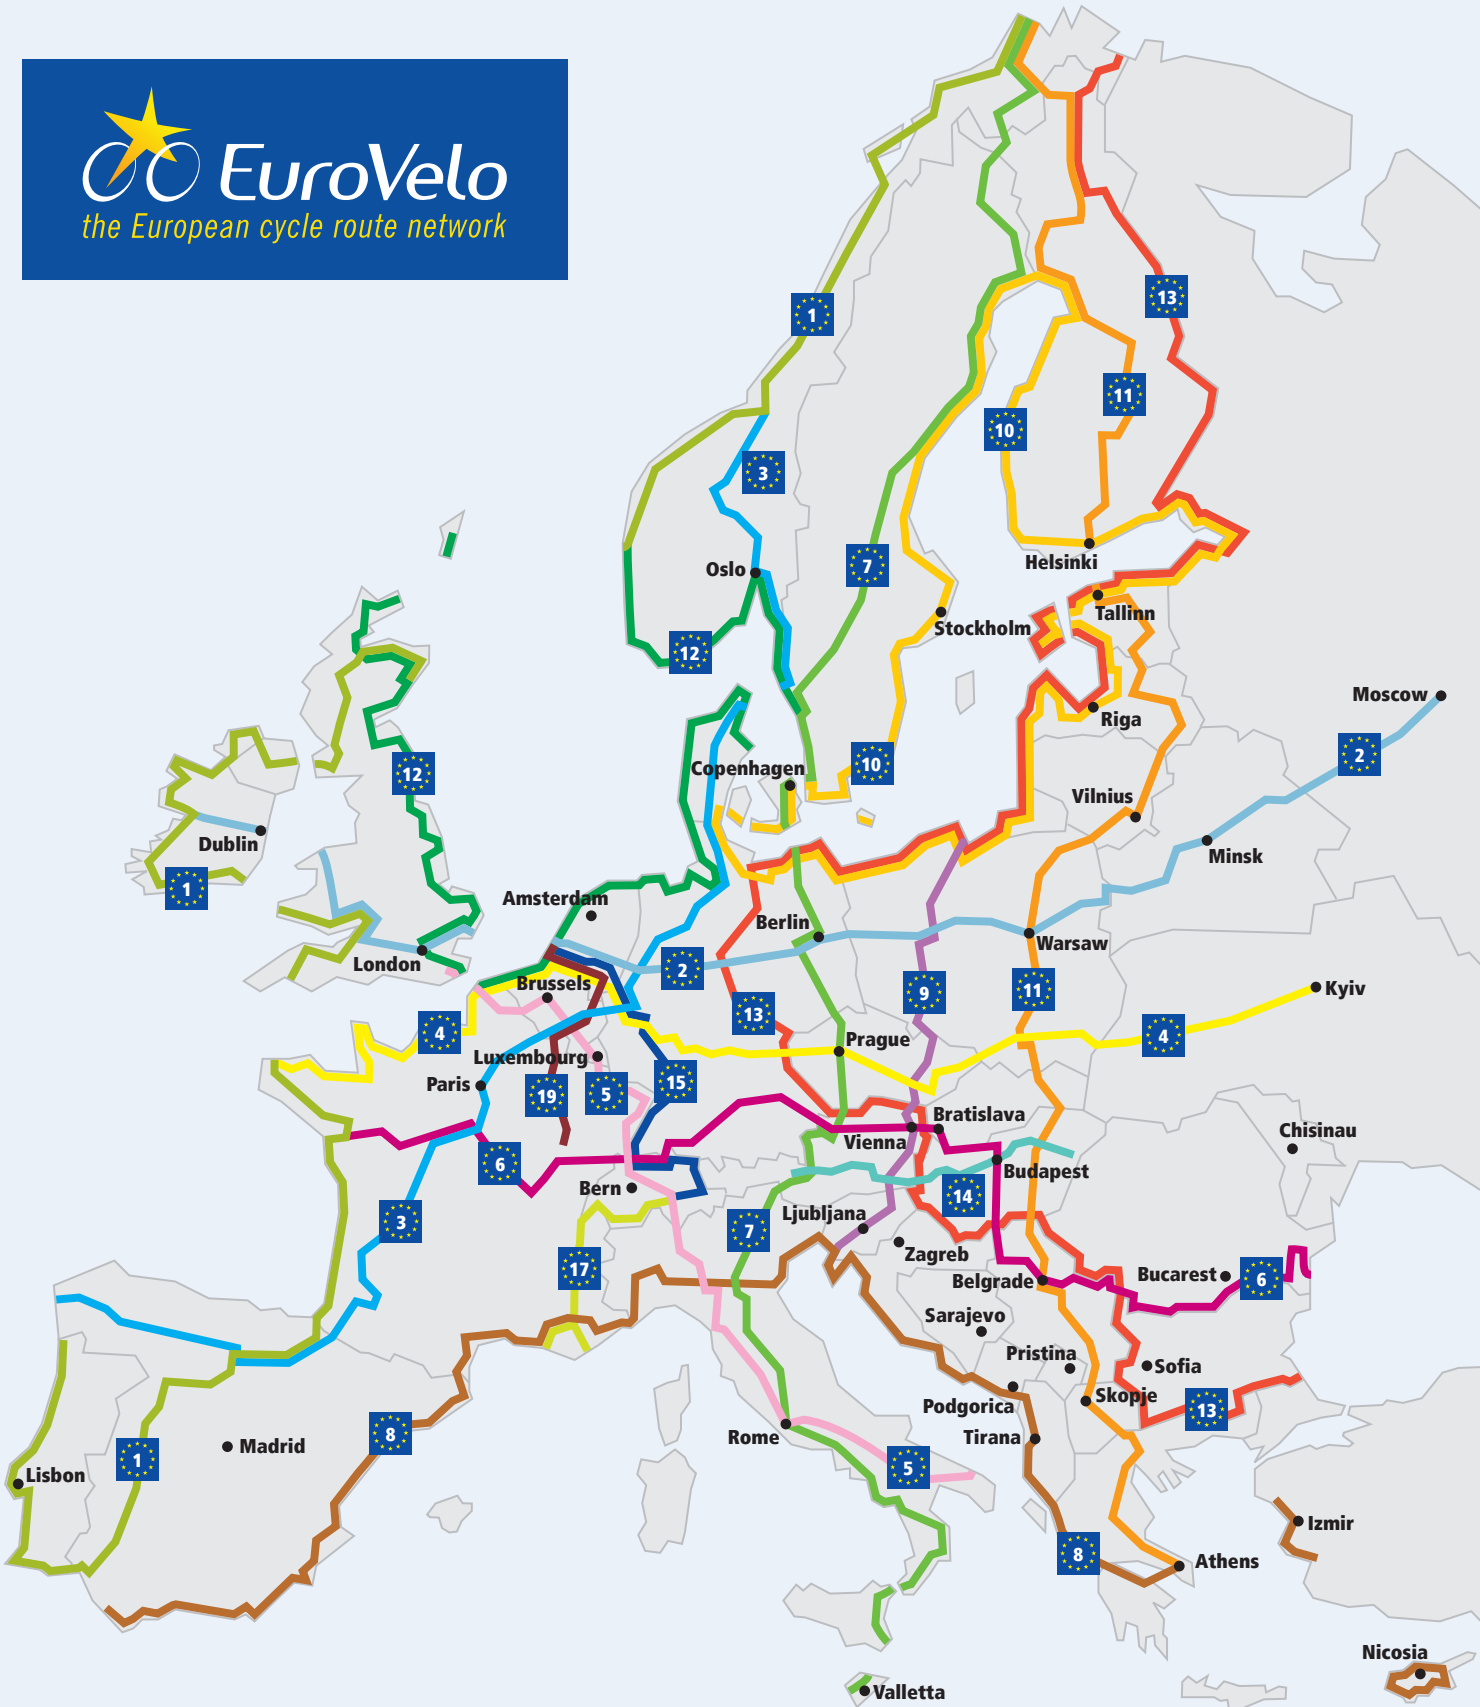 EuroVelo
the European cycle route network
1
13
11
10
3
7
Oslo
Helsinki
12
Tallinn
Stockholm
Moscow
Riga
2
10
Copenhagen
12
Vilnius
Dublin
Minsk
1
Amsterdam
Berlin
Warsaw
London
2
Brussels
9
11
Kyiv
13
4
4
Prague
Luxembourg
Paris
15
19
5
Bratislava
Vienna
Chisinau
6
Budapest
Bern
14
3
Ljubljana
7
Zagreb
17
Belgrade
Bucarest
6
Sarajevo
Pristina
Sofia
Skopje
Podgorica
13
8
Rome
Tirana
Madrid
1
5
Lisbon
Izmir
8
Athens
Nicosia
Valletta